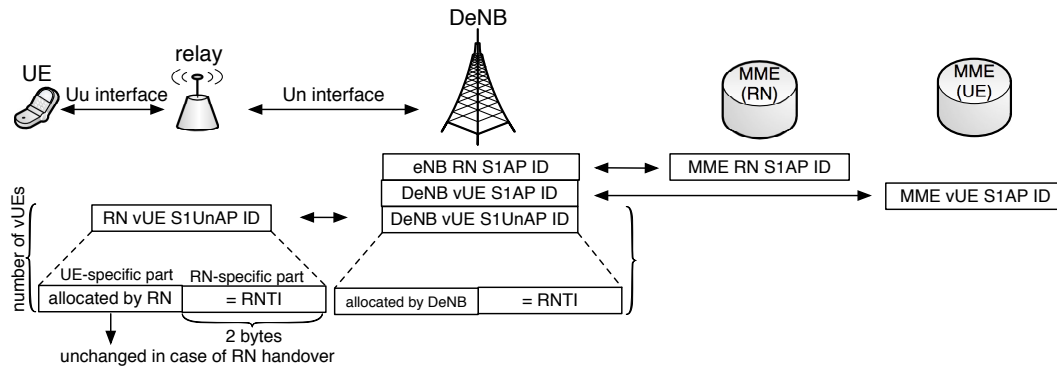 DeNB
relay
UE
Uu interface
Un interface
MME
(RN)
MME
(UE)
eNB RN S1AP ID
MME RN S1AP ID
DeNB vUE S1AP ID
MME vUE S1AP ID
RN vUE S1UnAP ID
DeNB vUE S1UnAP ID
number of vUEs
UE-specific part
RN-specific part
allocated by RN
= RNTI
allocated by DeNB
= RNTI
2 bytes
unchanged in case of RN handover